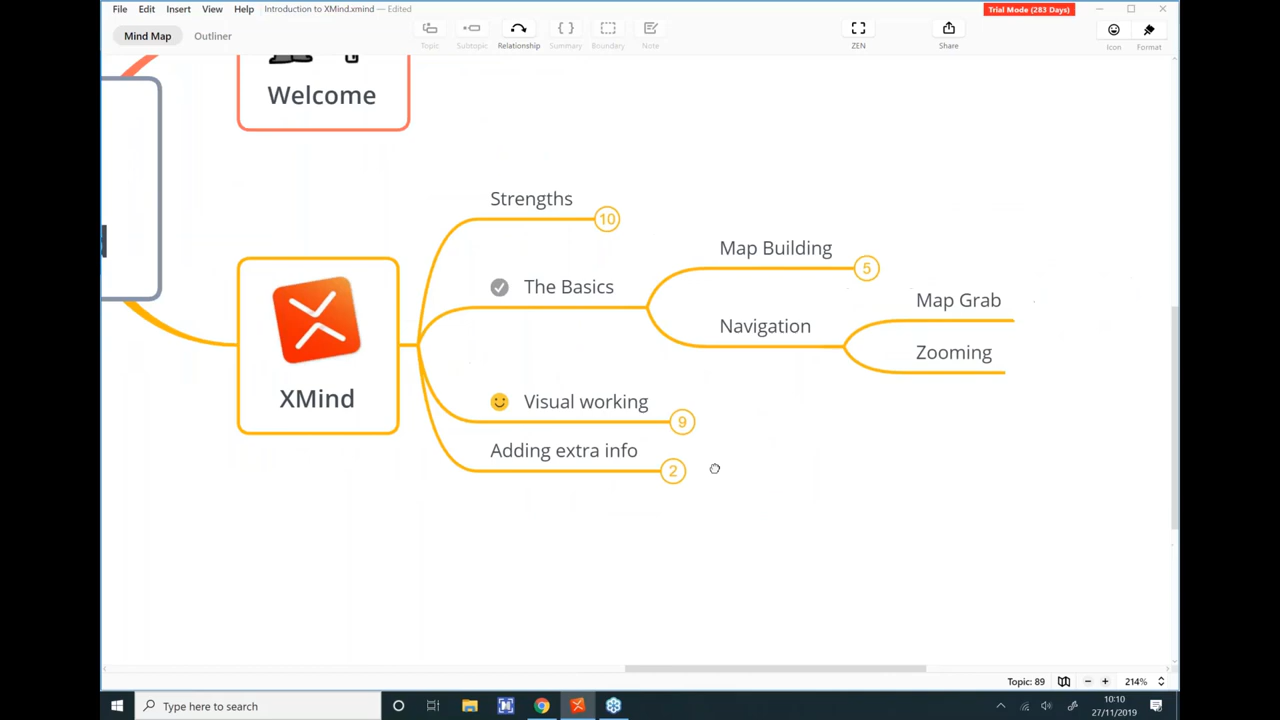 File Edit Insert View Help Introduction to XMind.xmind — Edited Trial Mode (283 Days)
Mind Map Outliner
Topic Subtopic Relationship Summary Boundary Note ZEN Share Icon Format
Welcome
Strengths 10
Map Building 5
The Basics
Map Grab
Navigation
Zooming
XMind
Visual working 9
Adding extra info 2
Topic: 89 214%
Type here to search
10:10
27/11/2019